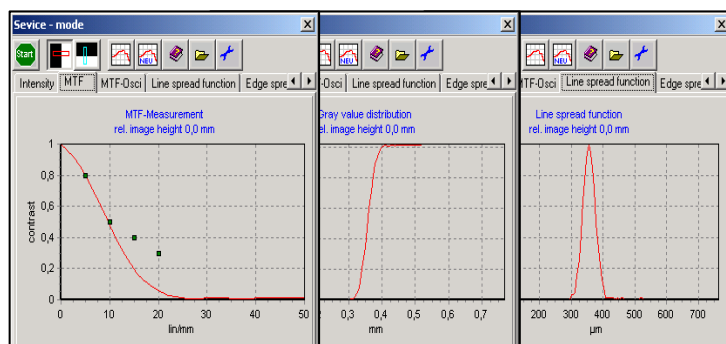 Sevice - mode
Start
NEU
Intensity MTF MTF-Osci Line spread function Edge spre
MTF-Measurement
rel. image height 0,0 mm
1
0,8
0,6
0,4
0,2
0
contrast
0 10 20 30 40 50
lin/mm
NEU
MTF-Osci Line spread function Edge spre
Gray value distribution
rel. image height 0,0 mm
0,2 0,3 0,4 0,5 0,6 0,7
mm
NEU
MTF-Osci Line spread function Edge spre
Line spread function
rel. image height 0,0 mm
200 300 400 500 600 700
µm